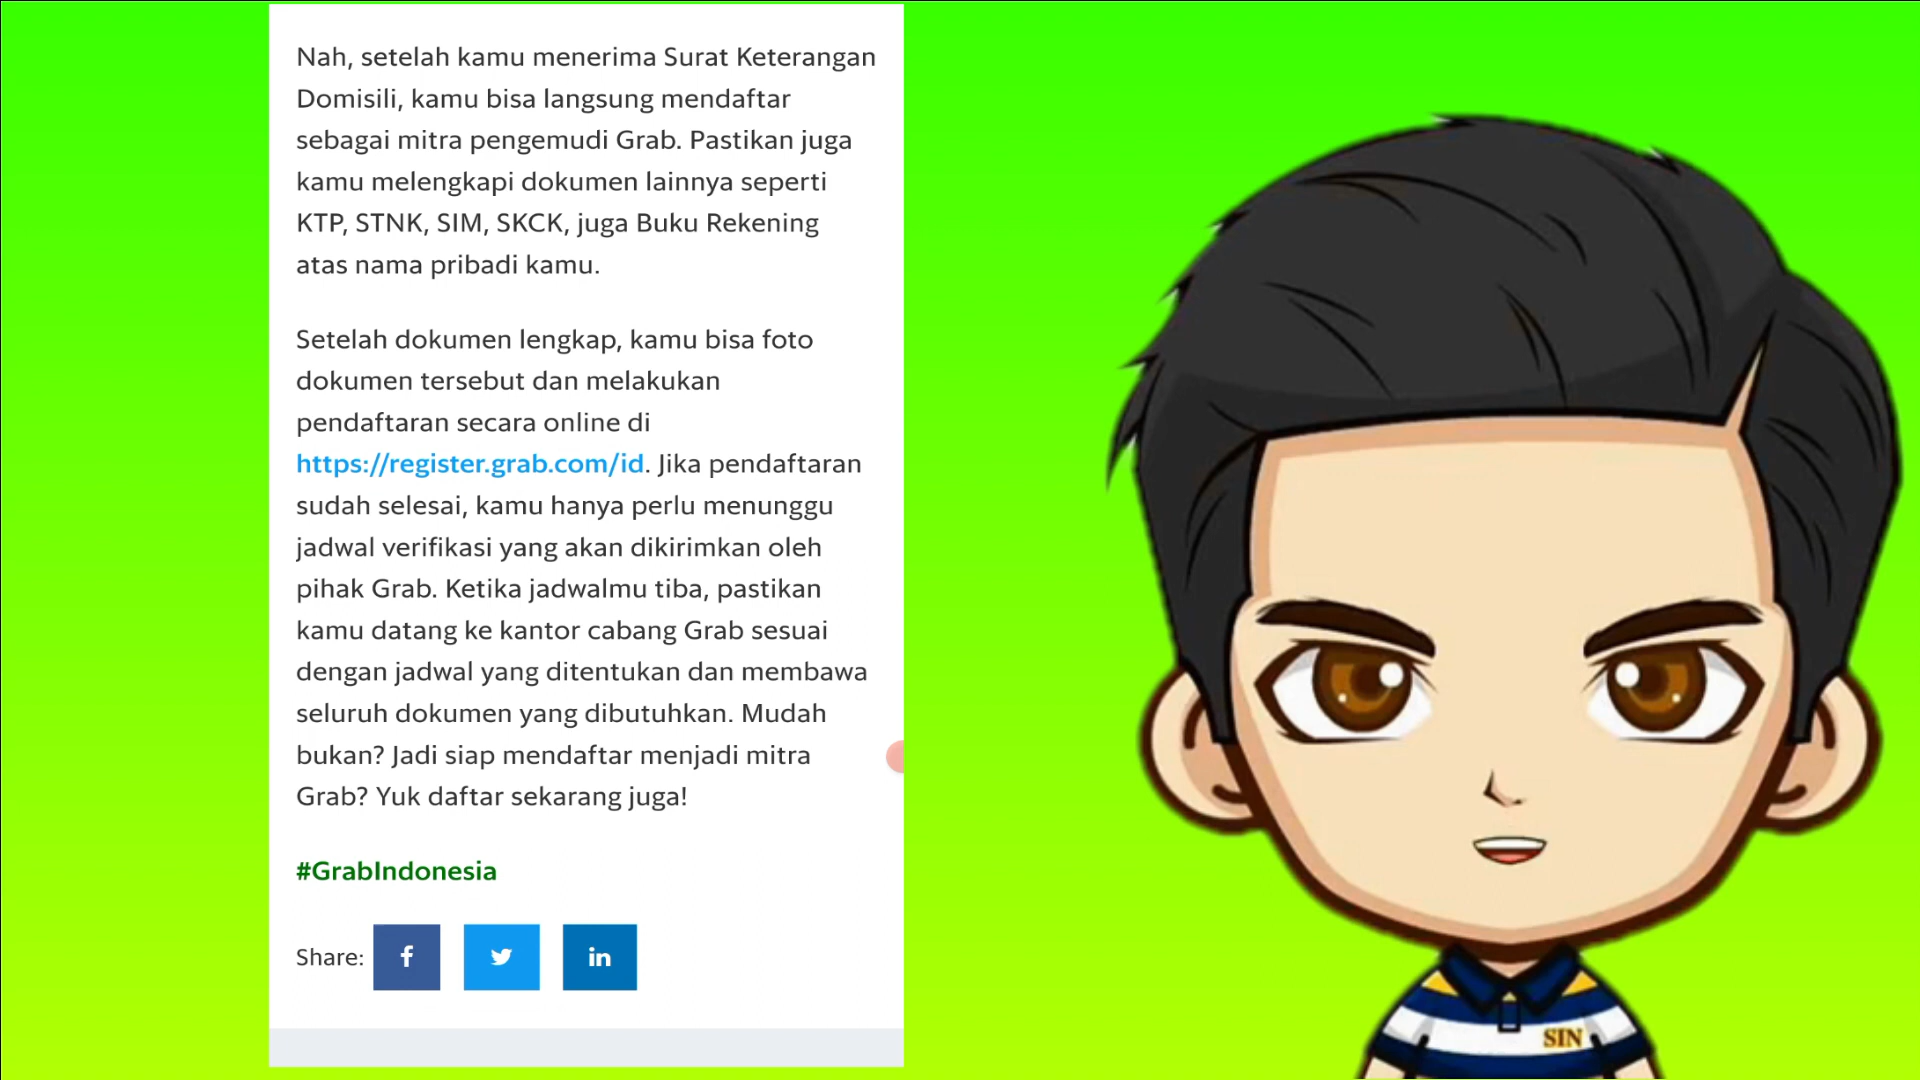 Nah, setelah kamu menerima Surat Keterangan
Domisili, kamu bisa langsung mendaftar
sebagai mitra pengemudi Grab. Pastikan juga
kamu melengkapi dokumen lainnya seperti
KTP, STNK, SIM, SKCK, juga Buku Rekening
atas nama pribadi kamu.
Setelah dokumen lengkap, kamu bisa foto
dokumen tersebut dan melakukan
pendaftaran secara online di
https://register.grab.com/id. Jika pendaftaran
sudah selesai, kamu hanya perlu menunggu
jadwal verifikasi yang akan dikirimkan oleh
pihak Grab. Ketika jadwalmu tiba, pastikan
kamu datang ke kantor cabang Grab sesuai
dengan jadwal yang ditentukan dan membawa
seluruh dokumen yang dibutuhkan. Mudah
bukan? Jadi siap mendaftar menjadi mitra
Grab? Yuk daftar sekarang juga!
#GrabIndonesia
Share: f in
SIN